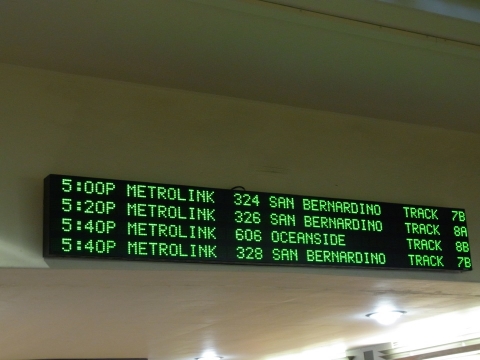 5:00P METROLINK 324 SAN BERNARDINO TRACK 7B
5:20P METROLINK 326 SAN BERNARDINO TRACK 8A
5:40P METROLINK 606 OCEANSIDE TRACK 8B
5:40P METROLINK 328 SAN BERNARDINO TRACK 7B